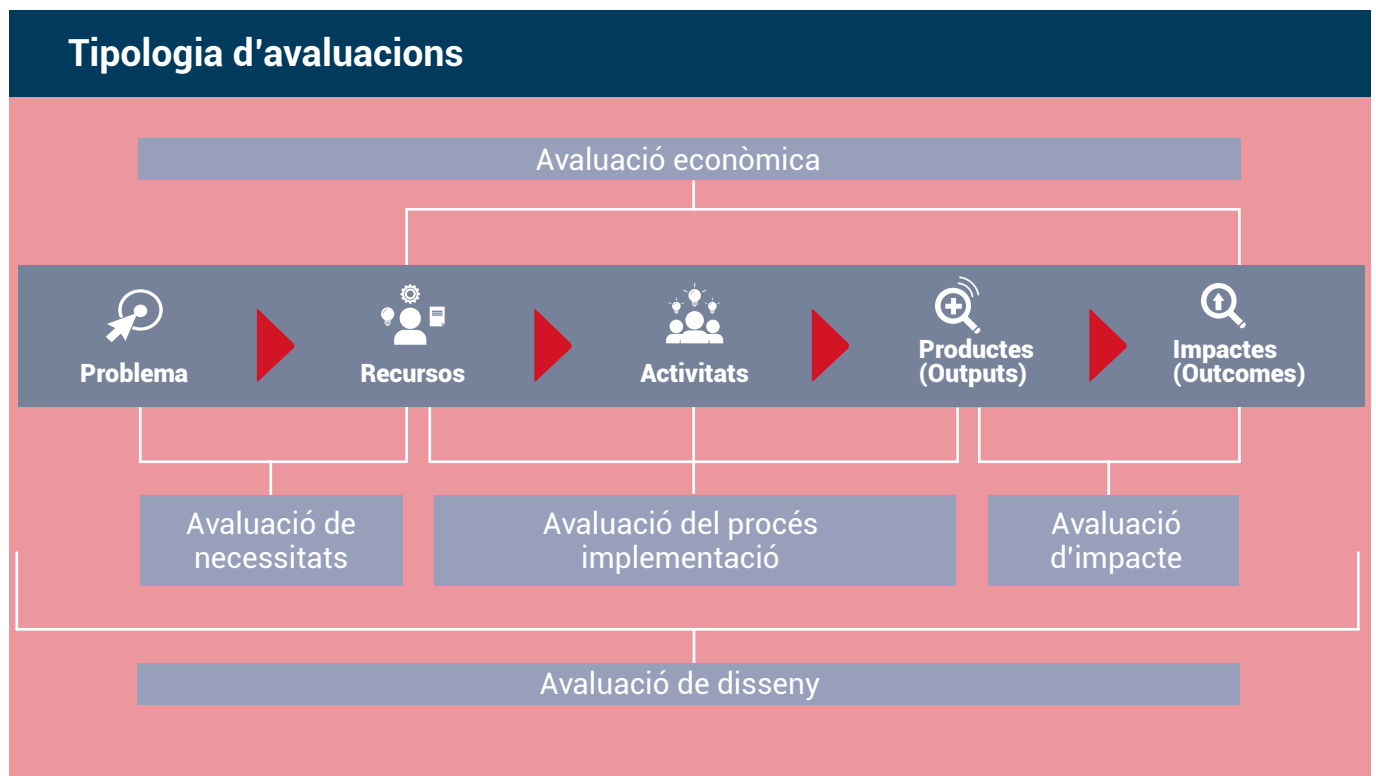 Tipologia d'avaluacions
Avaluació econòmica
Problema
Recursos
Activitats
Productes
(Outputs)
Impactes
(Outcomes)
Avaluació de
necessitats
Avaluació del procés
implementació
Avaluació
d'impacte
Avaluació de disseny